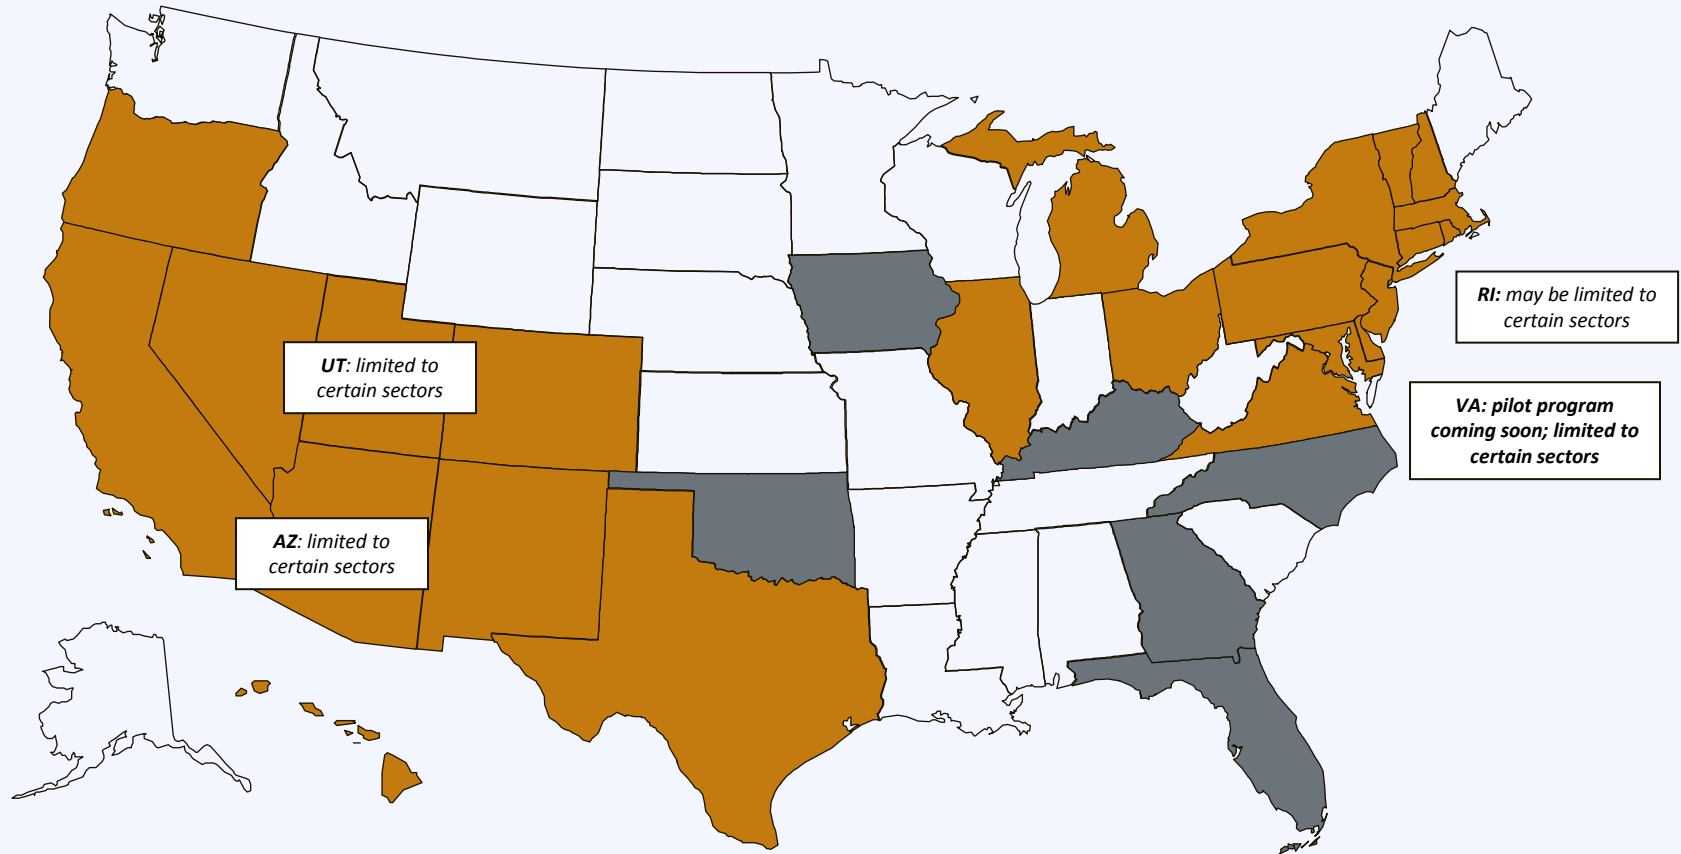 UT: limited to
certain sectors
AZ: limited to
certain sectors
RI: may be limited to
certain sectors
VA: pilot program
coming soon; limited to
certain sectors